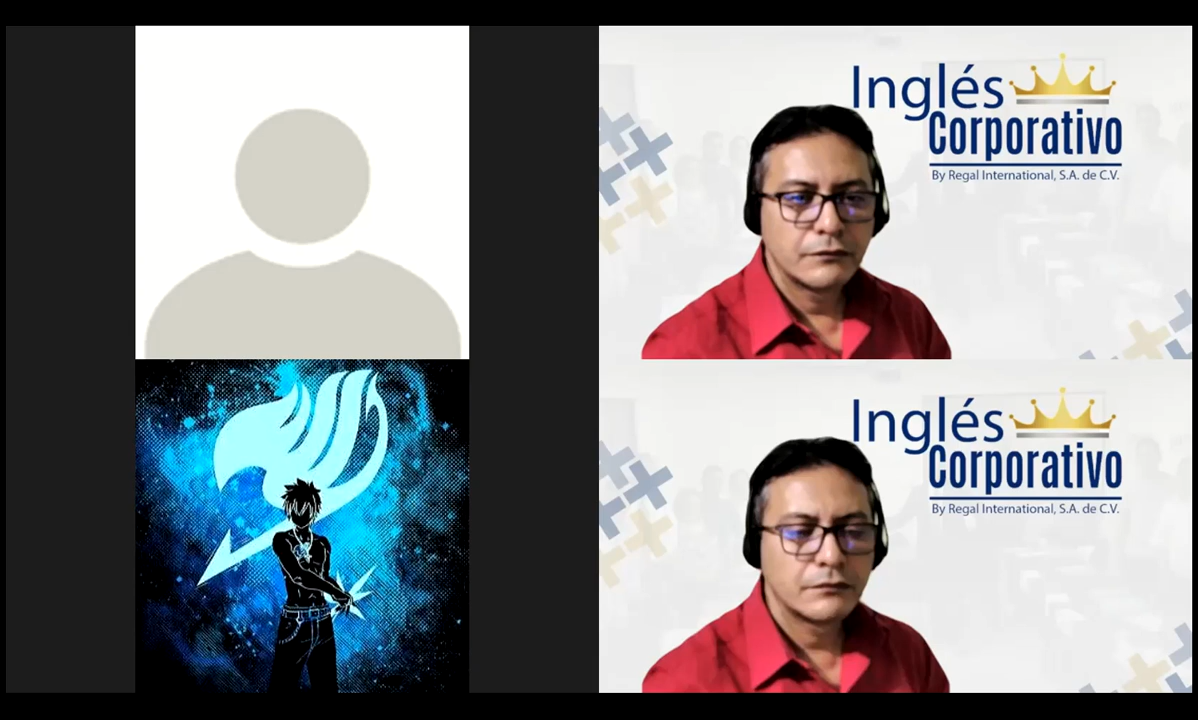 Inglés
Corporativo
By Regal International, S.A. de C.V.
Inglés
Corporativo
By Regal International, S.A. de C.V.